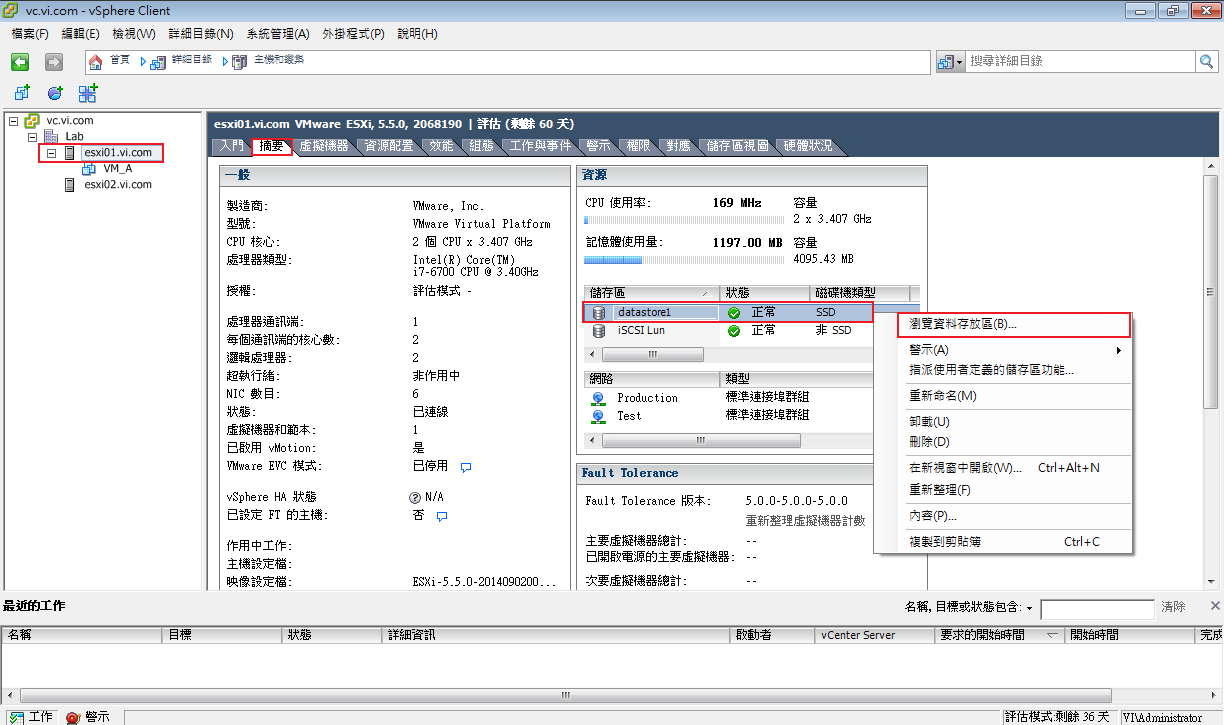 vc.vi.com - vSphere Client
檔案(F) 編輯(E) 檢視(W) 詳細目錄(N) 系統管理(A) 外掛程式(P) 說明(H)
首頁 詳細目錄 主機和叢集 搜尋詳細目錄
vc.vi.com
Lab
esxi01.vi.com
VM_A
esxi02.vi.com
esxi01.vi.com VMware ESXi, 5.5.0, 2068190 | 評估 (剩餘 60 天)
入門 摘要 虛擬機器 資源配置 效能 組態 工作與事件 警示 權限 對應 儲存區視圖 硬體狀況
一般
製造商: VMware, Inc.
型號: VMware Virtual Platform
CPU 核心: 2 個 CPU x 3.407 GHz
處理器類型: Intel(R) Core(TM)
i7-6700 CPU @ 3.40GHz
授權: 評估模式 -
處理器通訊端: 1
每個通訊端的核心數: 2
邏輯處理器: 2
超執行緒: 非作用中
NIC 數目: 6
狀態: 已連線
虛擬機器和範本: 1
已啟用 vMotion: 是
VMware EVC 模式: 已停用
vSphere HA 狀態 N/A
已設定 FT 的主機: 否
作用中工作:
主機設定檔:
映像設定檔: ESXi-5.5.0-2014090200...
資源
CPU 使用率: 169 MHz 容量
2 x 3.407 GHz
記憶體使用量: 1197.00 MB 容量
4095.43 MB
儲存區 狀態 磁碟機類型
datastore1 正常 SSD
iSCSI Lun 正常 非 SSD
網路 類型
Production 標準連接埠群組
Test 標準連接埠群組
Fault Tolerance
Fault Tolerance 版本: 5.0.0-5.0.0-5.0.0
重新整理虛擬機器計數
主要虛擬機器總計: --
已開啟電源的主要虛擬機器: --
次要虛擬機器總計: --
瀏覽資料存放區(B)...
警示(A)
指派使用者定義的儲存區功能...
重新命名(M)
卸載(U)
刪除(D)
在新視窗中開啟(W)... Ctrl+Alt+N
重新整理(F)
內容(P)...
複製到剪貼簿 Ctrl+C
最近的工作 名稱, 目標或狀態包含: 清除
名稱 目標 狀態 詳細資訊 啟動者 vCenter Server 要求的開始時間 開始時間 完成
工作 警示 評估模式:剩餘 36 天 VI\Administrator